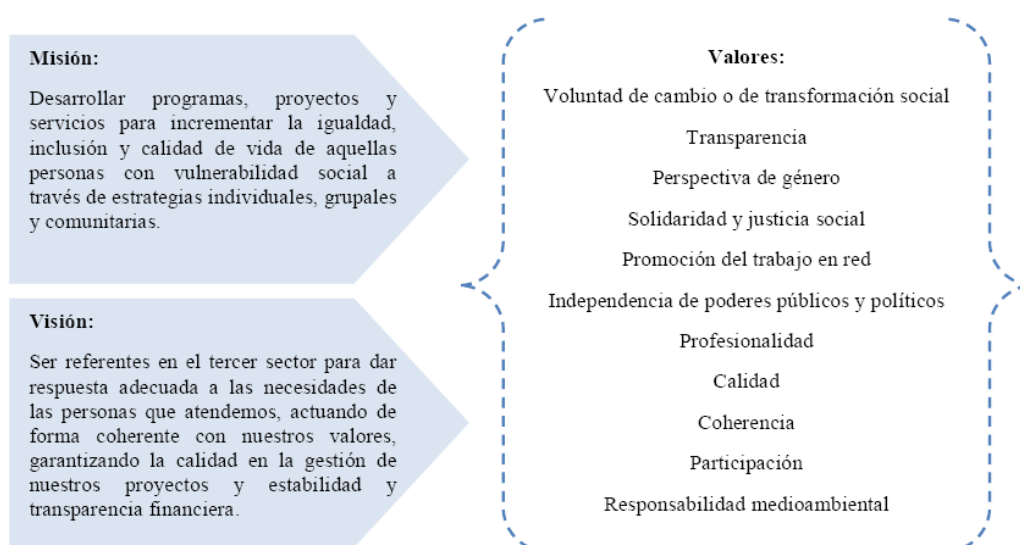 Misión:
Desarrollar programas, proyectos y
servicios para incrementar la igualdad,
inclusión y calidad de vida de aquellas
personas con vulnerabilidad social a
través de estrategias individuales, grupales
y comunitarias.
Visión:
Ser referentes en el tercer sector para dar
respuesta adecuada a las necesidades de
las personas que atendemos, actuando de
forma coherente con nuestros valores,
garantizando la calidad en la gestión de
nuestros proyectos y estabilidad y
transparencia financiera.
Valores:
Voluntad de cambio o de transformación social
Transparencia
Perspectiva de género
Solidaridad y justicia social
Promoción del trabajo en red
Independencia de poderes públicos y políticos
Profesionalidad
Calidad
Coherencia
Participación
Responsabilidad medioambiental